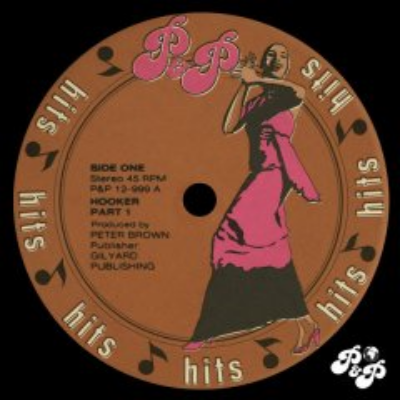 P&P
hits
hits
hits
hits
hits
hits
hits
SIDE ONE
Stereo 45 RPM
P&P 12-999 A
HOOKER
PART 1
Produced by
PETER BROWN
Publisher
GILYARD
PUBLISHING
P&P